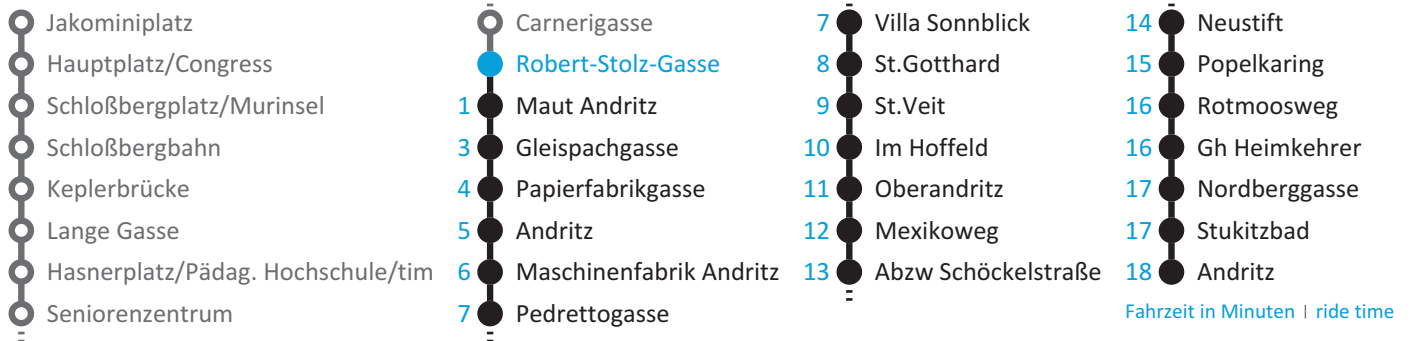 Jakominiplatz
Hauptplatz/Congress
Schloßbergplatz/Murinsel
Schloßbergbahn
Keplerbrücke
Lange Gasse
Hasnerplatz/Pädag. Hochschule/tim
Seniorenzentrum
Carnerigasse
Robert-Stolz-Gasse
1 Maut Andritz
3 Gleispachgasse
4 Papierfabrikgasse
5 Andritz
6 Maschinenfabrik Andritz
7 Pedrettogasse
7 Villa Sonnblick
8 St.Gotthard
9 St.Veit
10 Im Hoffeld
11 Oberandritz
12 Mexikoweg
13 Abzw Schöckelstraße
14 Neustift
15 Popelkaring
16 Rotmoosweg
16 Gh Heimkehrer
17 Nordberggasse
17 Stukitzbad
18 Andritz
Fahrzeit in Minuten | ride time